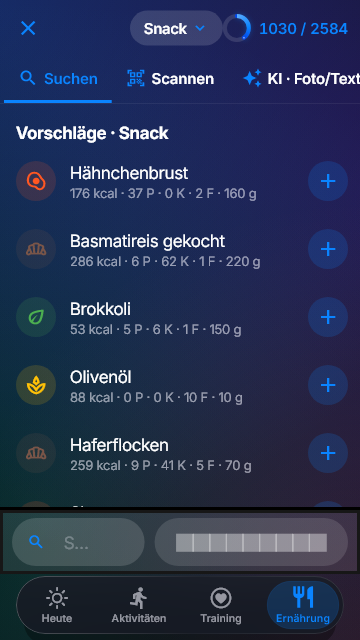 Snack
1030 / 2584
Suchen
Scannen
KI · Foto/Text
Vorschläge · Snack
Hähnchenbrust
176 kcal · 37 P · 0 K · 2 F · 160 g
Basmatireis gekocht
286 kcal · 6 P · 62 K · 1 F · 220 g
Brokkoli
53 kcal · 5 P · 6 K · 1 F · 150 g
Olivenöl
88 kcal · 0 P · 0 K · 10 F · 10 g
Haferflocken
259 kcal · 9 P · 41 K · 5 F · 70 g
S...
Heute
Aktivitäten
Training
Ernährung